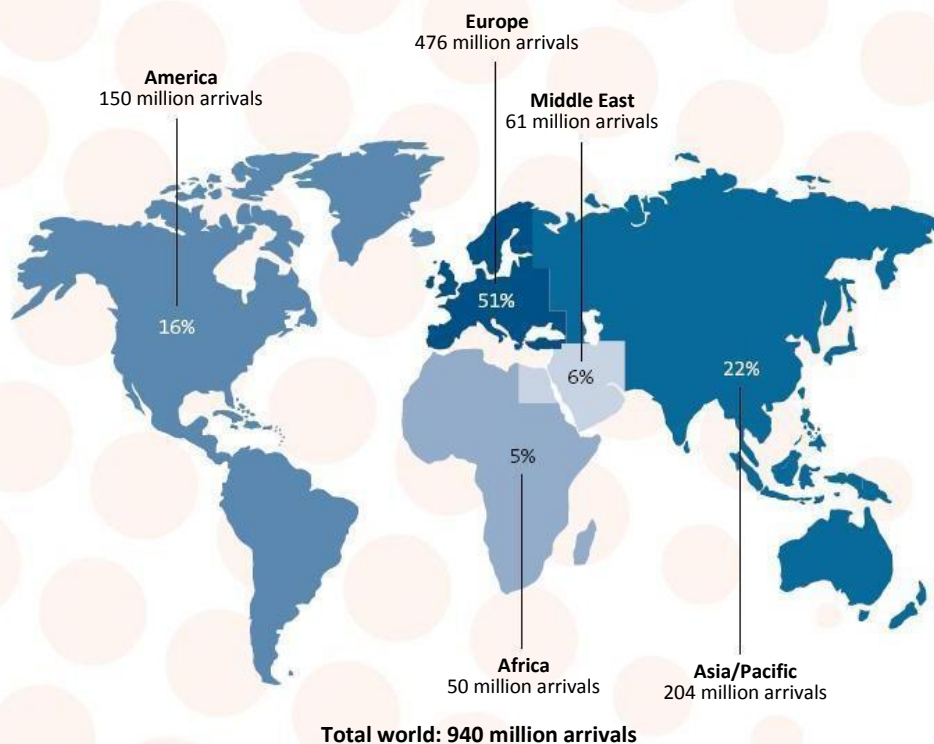 Europe
476 million arrivals
America
150 million arrivals
Middle East
61 million arrivals
51%
16%
6%
22%
5%
Africa
50 million arrivals
Asia/Pacific
204 million arrivals
Total world: 940 million arrivals